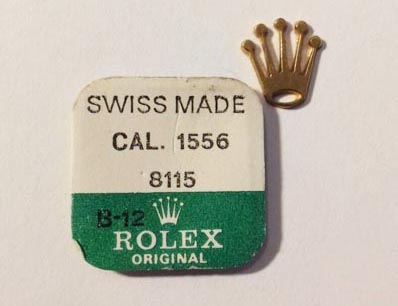 SWISS MADE
CAL. 1556
8115
B-12
ROLEX
ORIGINAL